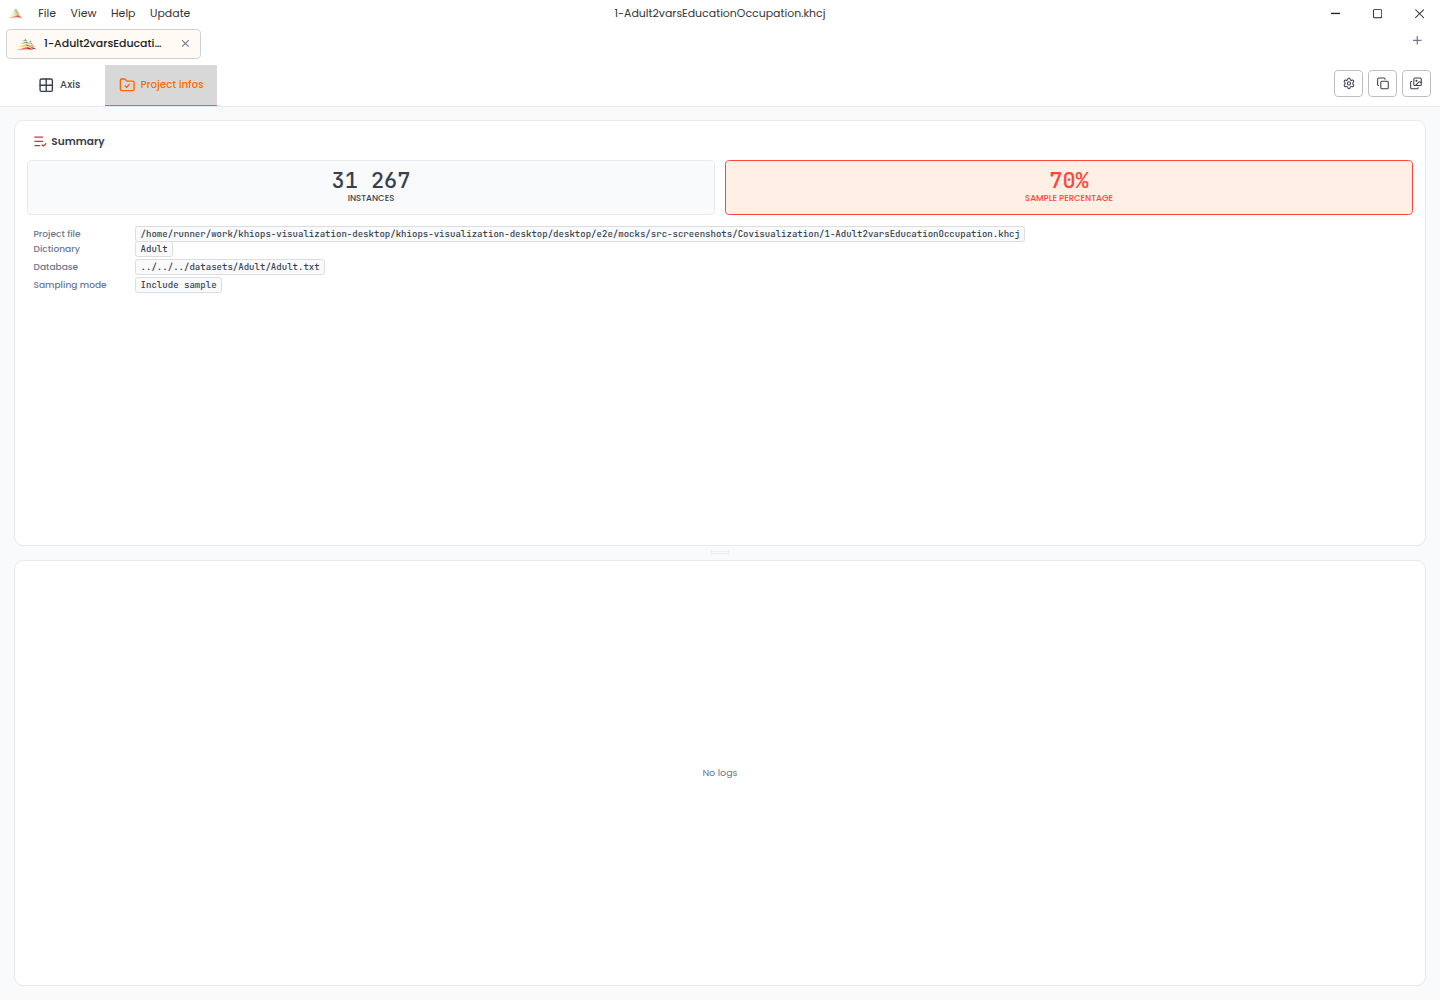 File View Help Update
1-Adult2varsEducationOccupation.khcj
1-Adult2varsEducati...
Axis
Project infos
Summary
31 267
INSTANCES
70%
SAMPLE PERCENTAGE
Project file /home/runner/work/khiops-visualization-desktop/khiops-visualization-desktop/desktop/e2e/mocks/src-screenshots/Covisualization/1-Adult2varsEducationOccupation.khcj
Dictionary Adult
Database ../../../datasets/Adult/Adult.txt
Sampling mode Include sample
No logs